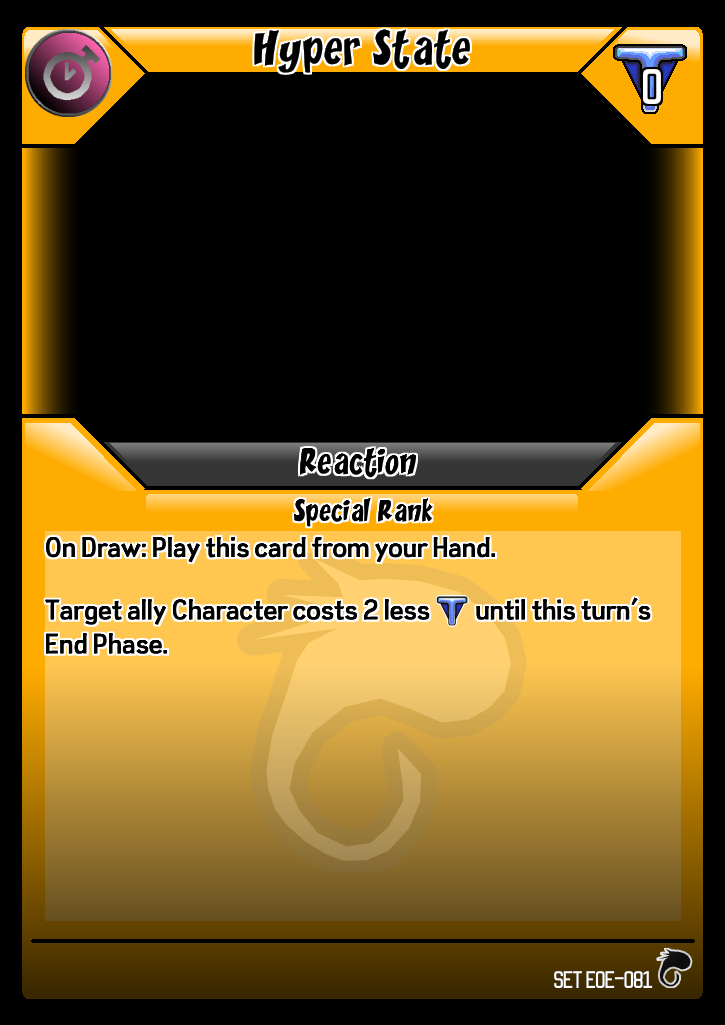 Hyper State
0
Reaction
Special Rank
On Draw: Play this card from your Hand.
Target ally Character costs 2 less T until this turn's
End Phase.
SET EOE-081